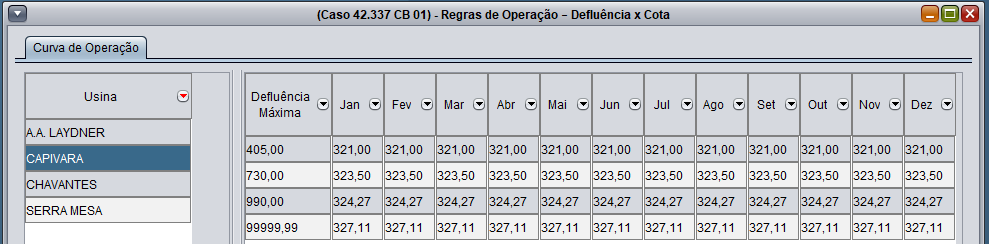 (Caso 42.337 CB 01) - Regras de Operação – Defluência x Cota
Curva de Operação
Usina
A.A. LAYDNER
CAPIVARA
CHAVANTES
SERRA MESA
Defluência Máxima Jan Fev Mar Abr Mai Jun Jul Ago Set Out Nov Dez
405,00 321,00 321,00 321,00 321,00 321,00 321,00 321,00 321,00 321,00 321,00 321,00 321,00
730,00 323,50 323,50 323,50 323,50 323,50 323,50 323,50 323,50 323,50 323,50 323,50 323,50
990,00 324,27 324,27 324,27 324,27 324,27 324,27 324,27 324,27 324,27 324,27 324,27 324,27
99999,99 327,11 327,11 327,11 327,11 327,11 327,11 327,11 327,11 327,11 327,11 327,11 327,11